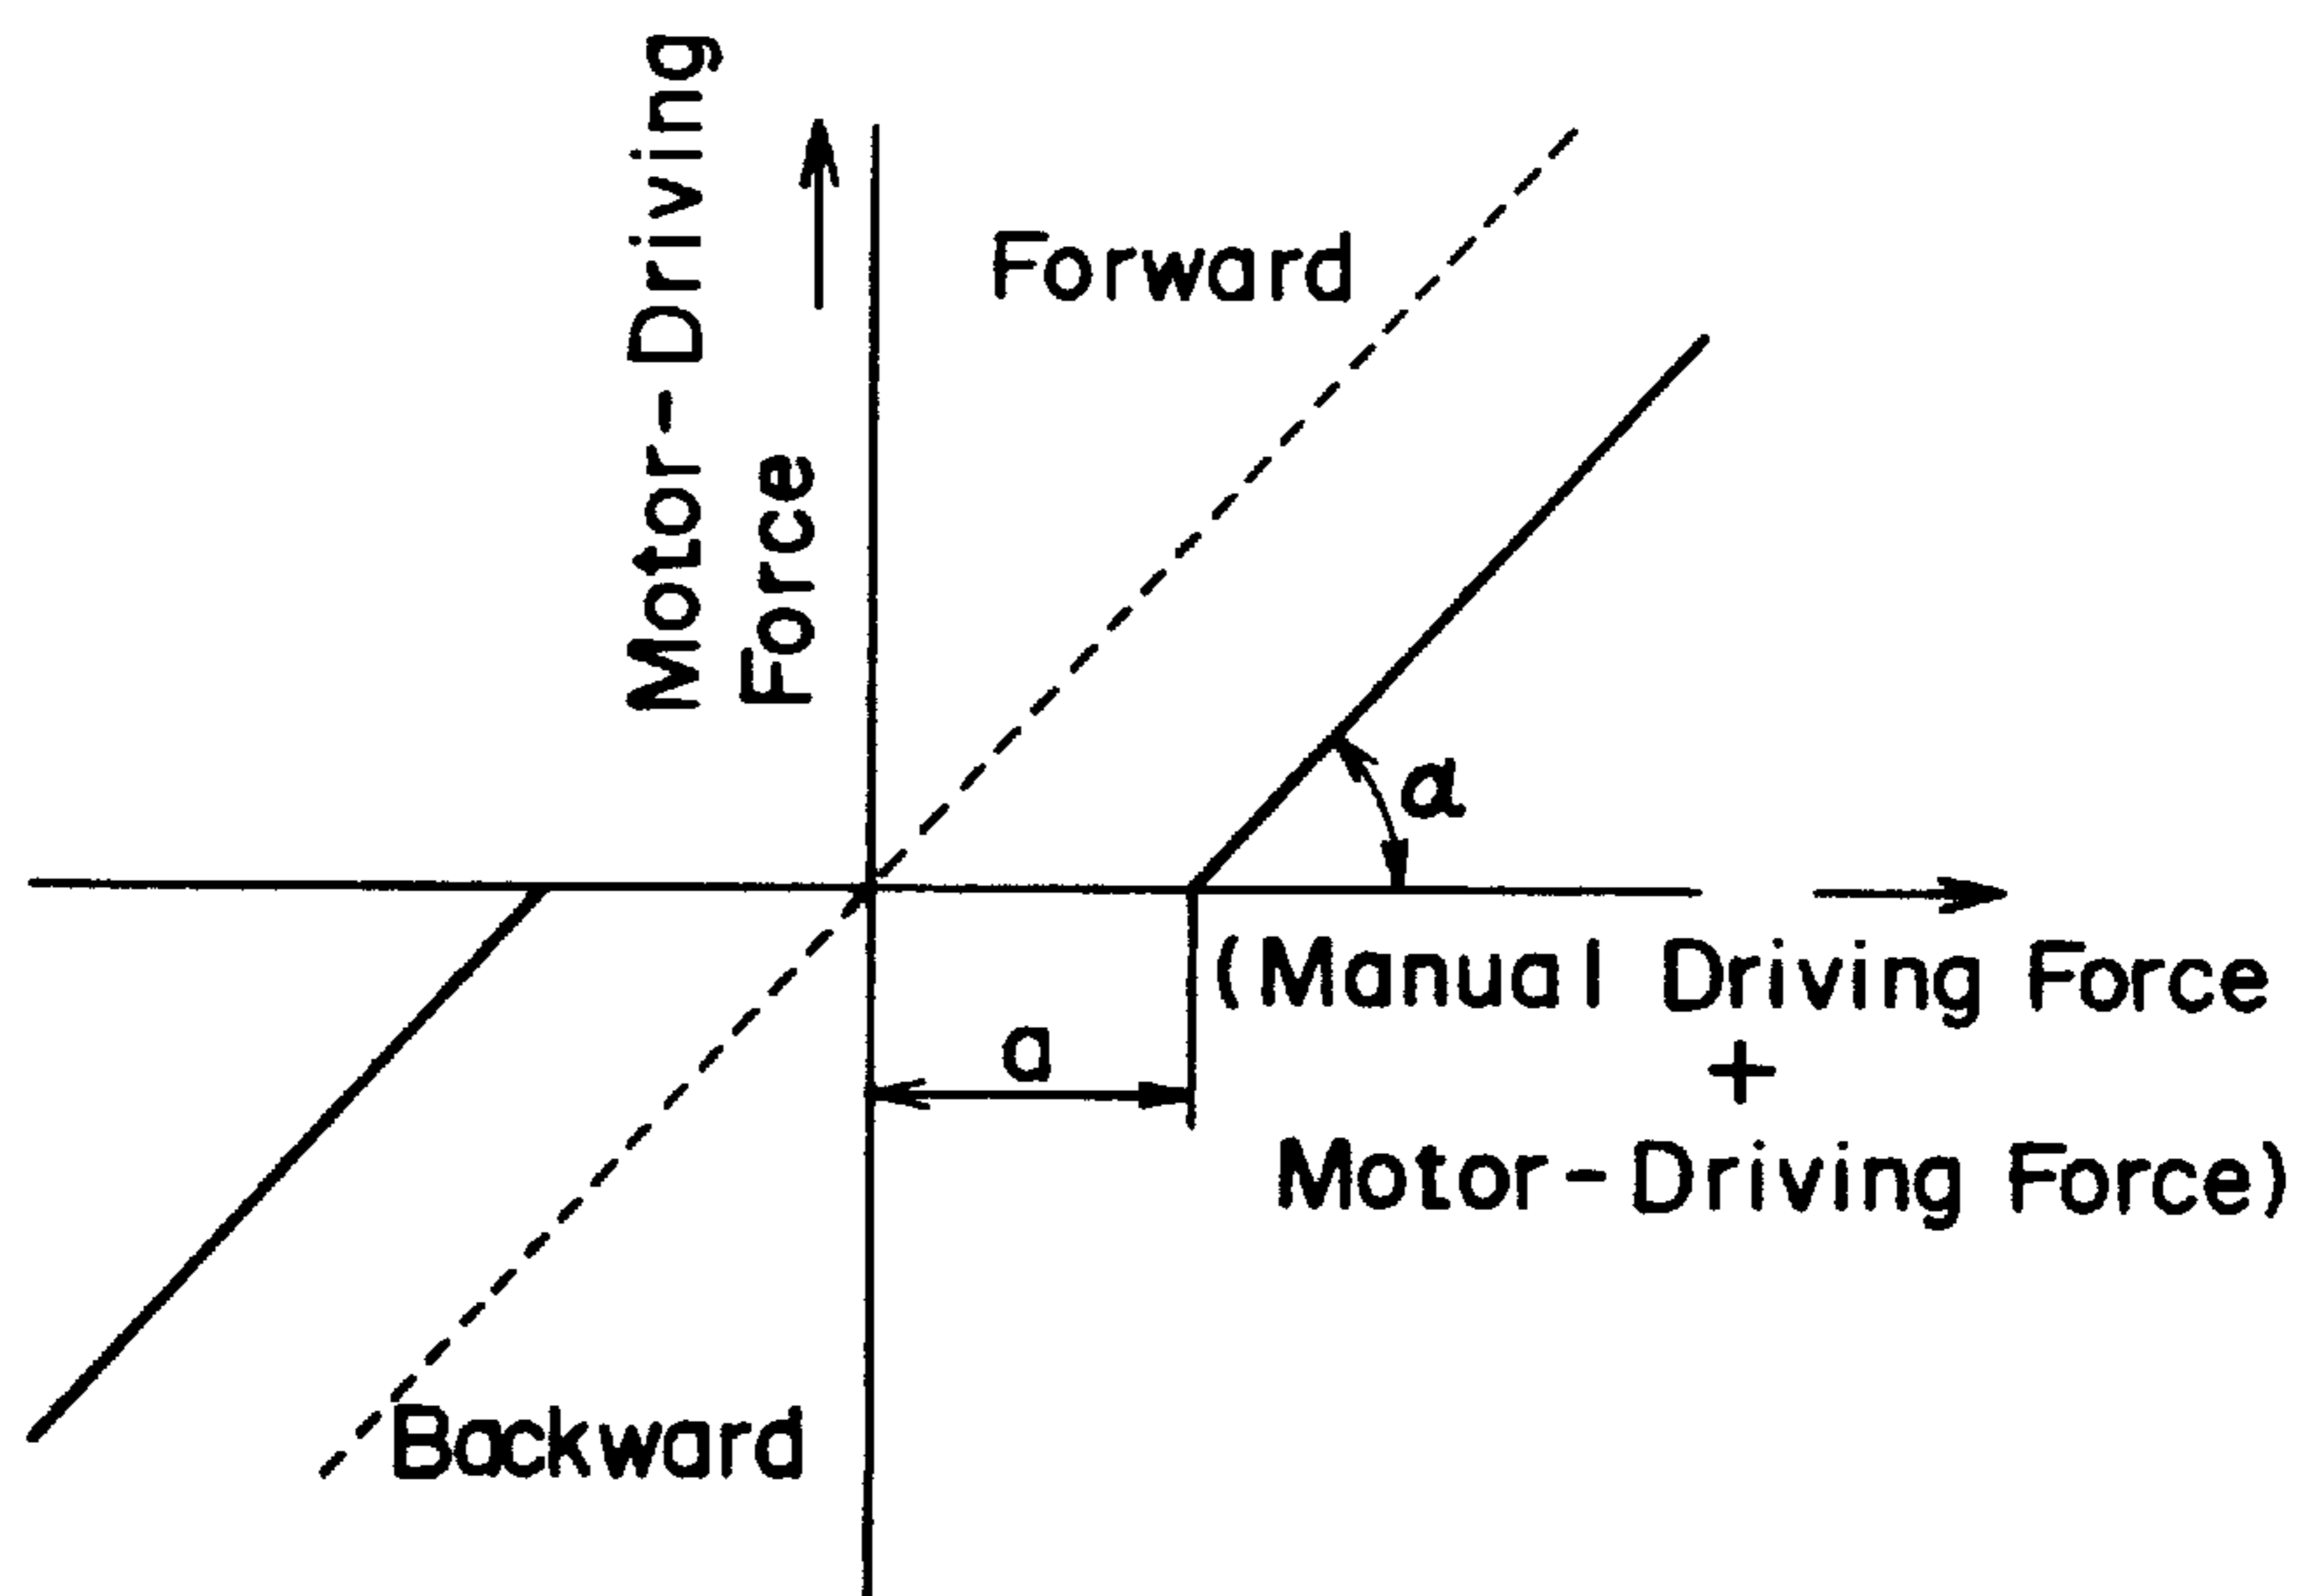 Motor-Driving
Force
Forward
α
(Manual Driving Force
+
Motor-Driving Force)
a
Backward